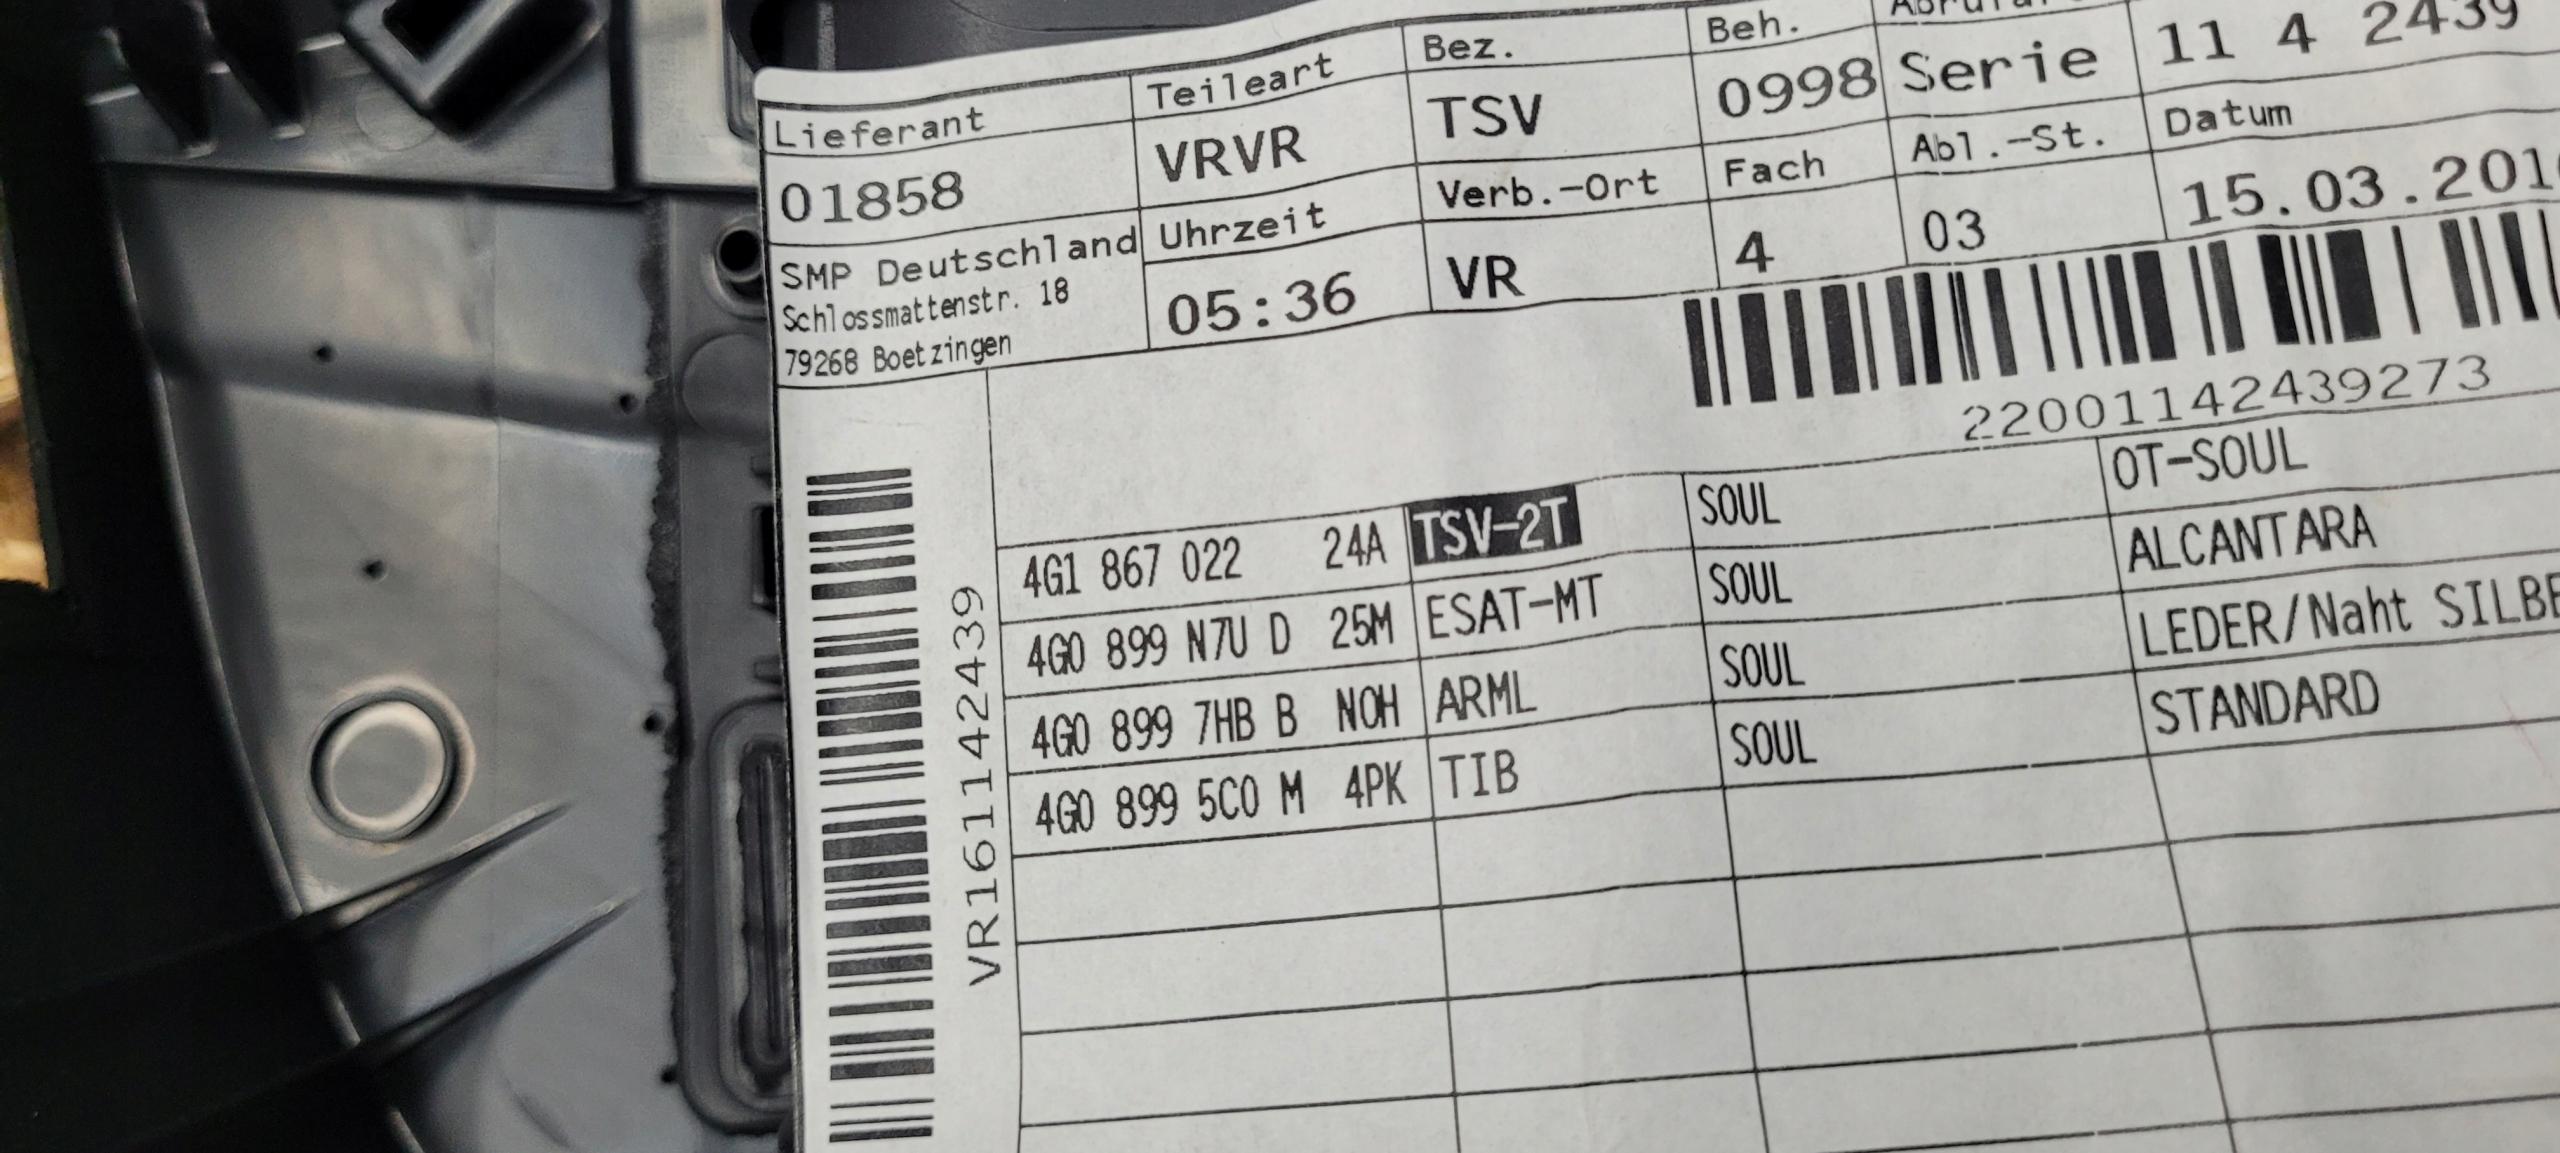 Lieferant Teileart Bez. Beh.
01858 VRVR TSV 0998 Serie 11 4 2439
SMP Deutschland Uhrzeit Verb.-Ort Fach Abl.-St. Datum
Schlossmattenstr. 18
79268 Boetzingen
05:36 VR 4 03 15.03.201
22001142439273
VR1611142439
4G1 867 022 24A TSV-2T SOUL OT-SOUL
4G0 899 N7U D 25M ESAT-MT SOUL ALCANTARA
4G0 899 7HB B NOH ARML SOUL LEDER/Naht SILBE
4G0 899 5C0 M 4PK TIB SOUL STANDARD